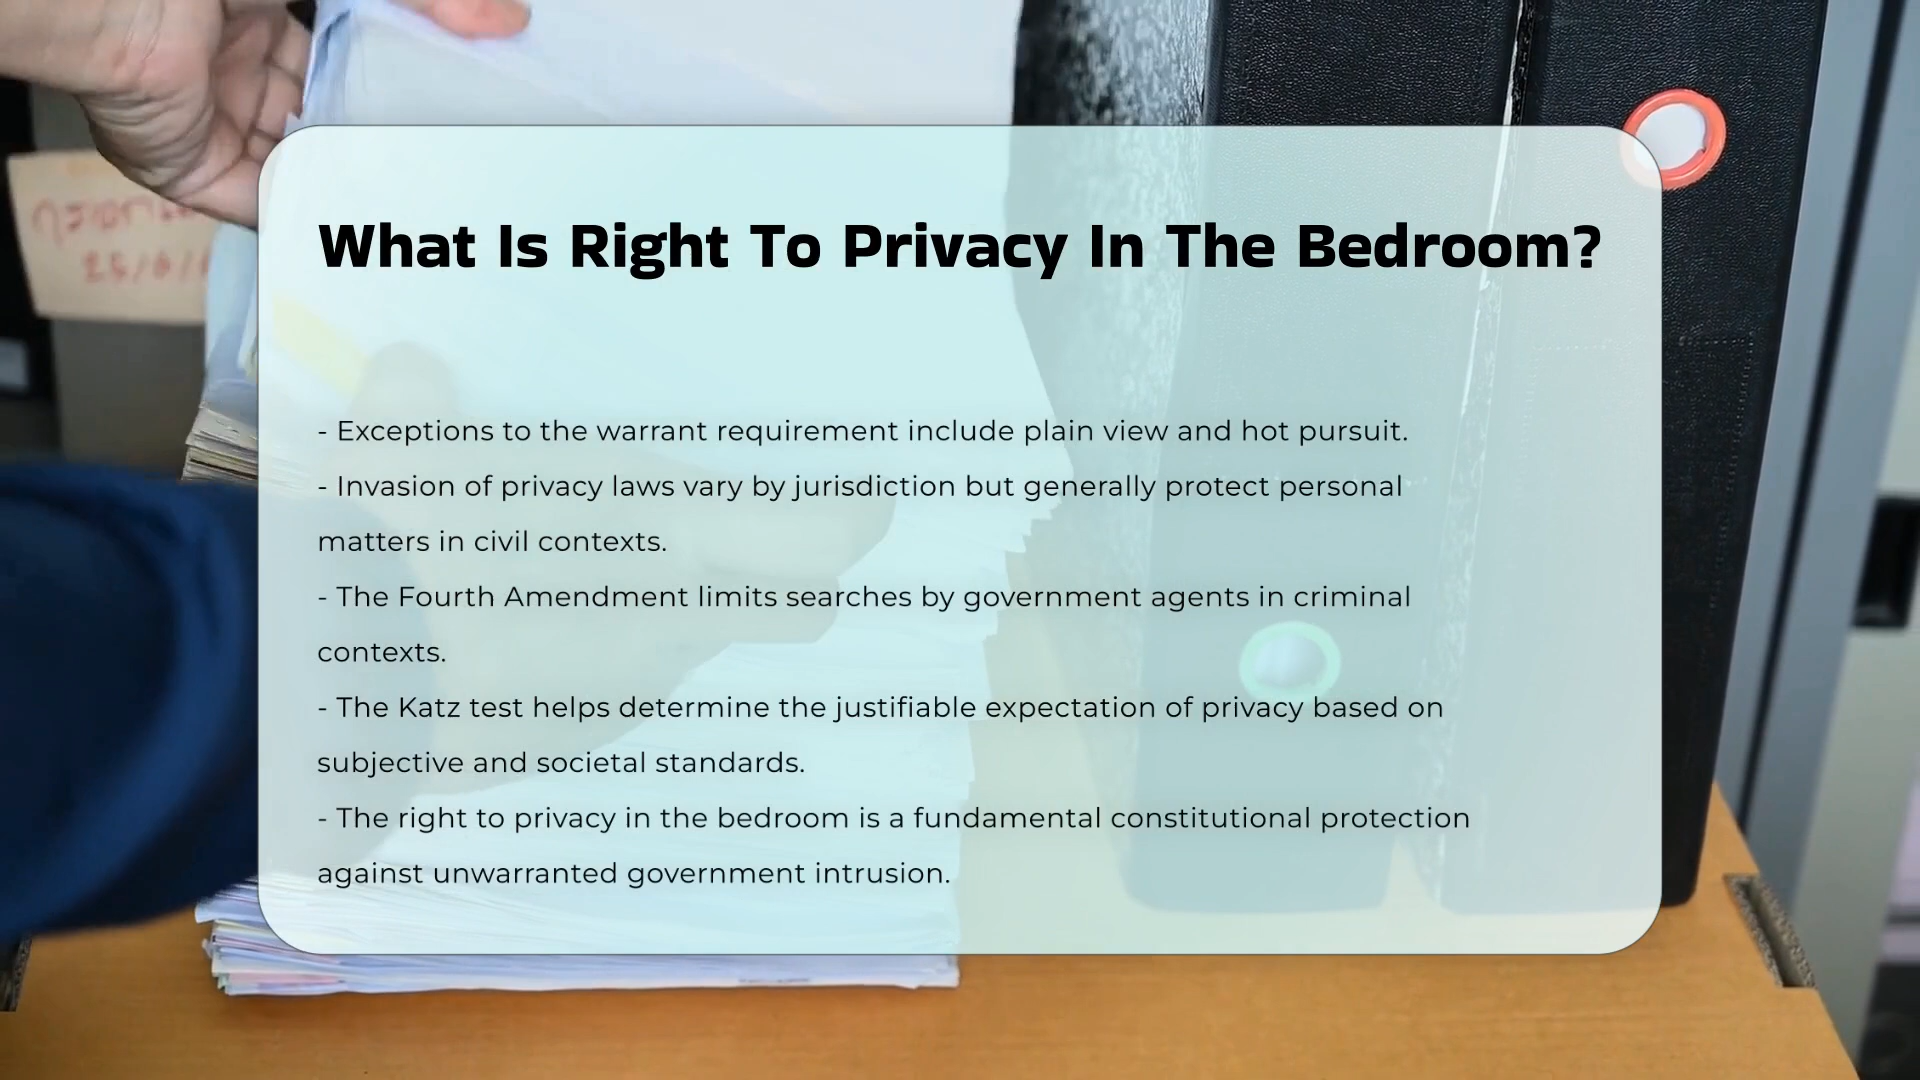 What Is Right To Privacy In The Bedroom?
- Exceptions to the warrant requirement include plain view and hot pursuit.
- Invasion of privacy laws vary by jurisdiction but generally protect personal
matters in civil contexts.
- The Fourth Amendment limits searches by government agents in criminal
contexts.
- The Katz test helps determine the justifiable expectation of privacy based on
subjective and societal standards.
- The right to privacy in the bedroom is a fundamental constitutional protection
against unwarranted government intrusion.